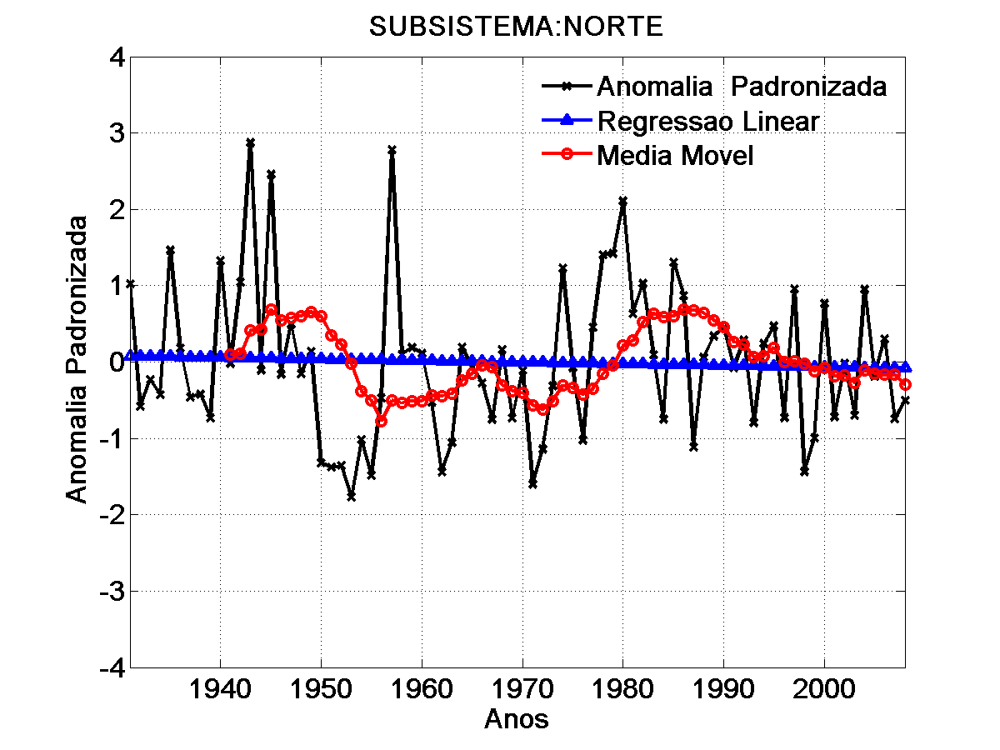 SUBSISTEMA:NORTE
Anomalia Padronizada
Regressao Linear
Media Movel
Anomalia Padronizada
4
3
2
1
0
-1
-2
-3
-4
1940 1950 1960 1970 1980 1990 2000
Anos